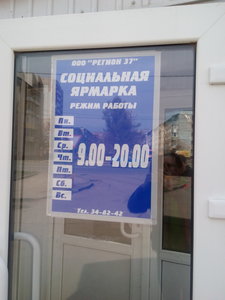 ООО "РЕГИОН 37"
СОЦИАЛЬНАЯ
ЯРМАРКА
РЕЖИМ РАБОТЫ
Пн.
Вт.
Ср.
Чт.
Пт.
Сб.
Вс.
9.00-20.00
Тел. 34-82-42